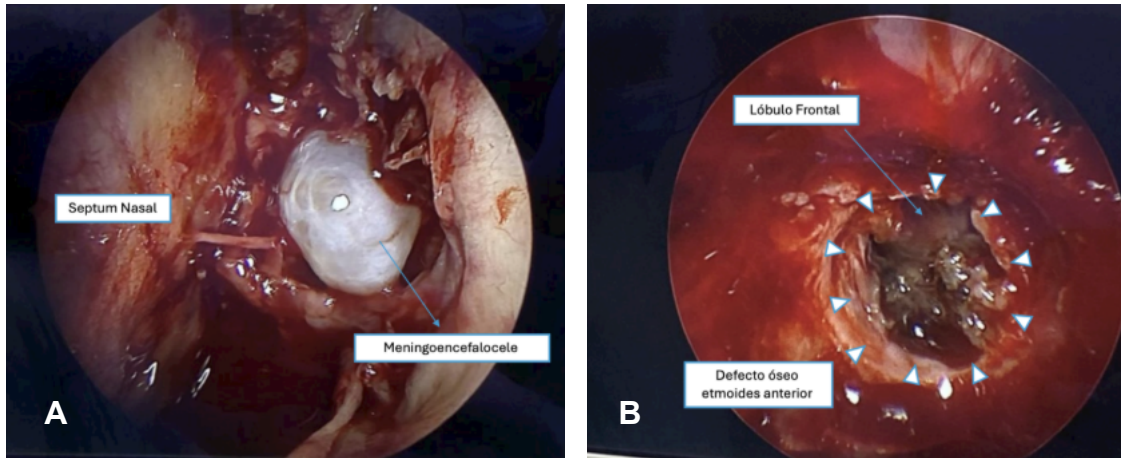 Septum Nasal
Meningoencefalocele
A
Lóbulo Frontal
Defecto óseo
etmoides anterior
B